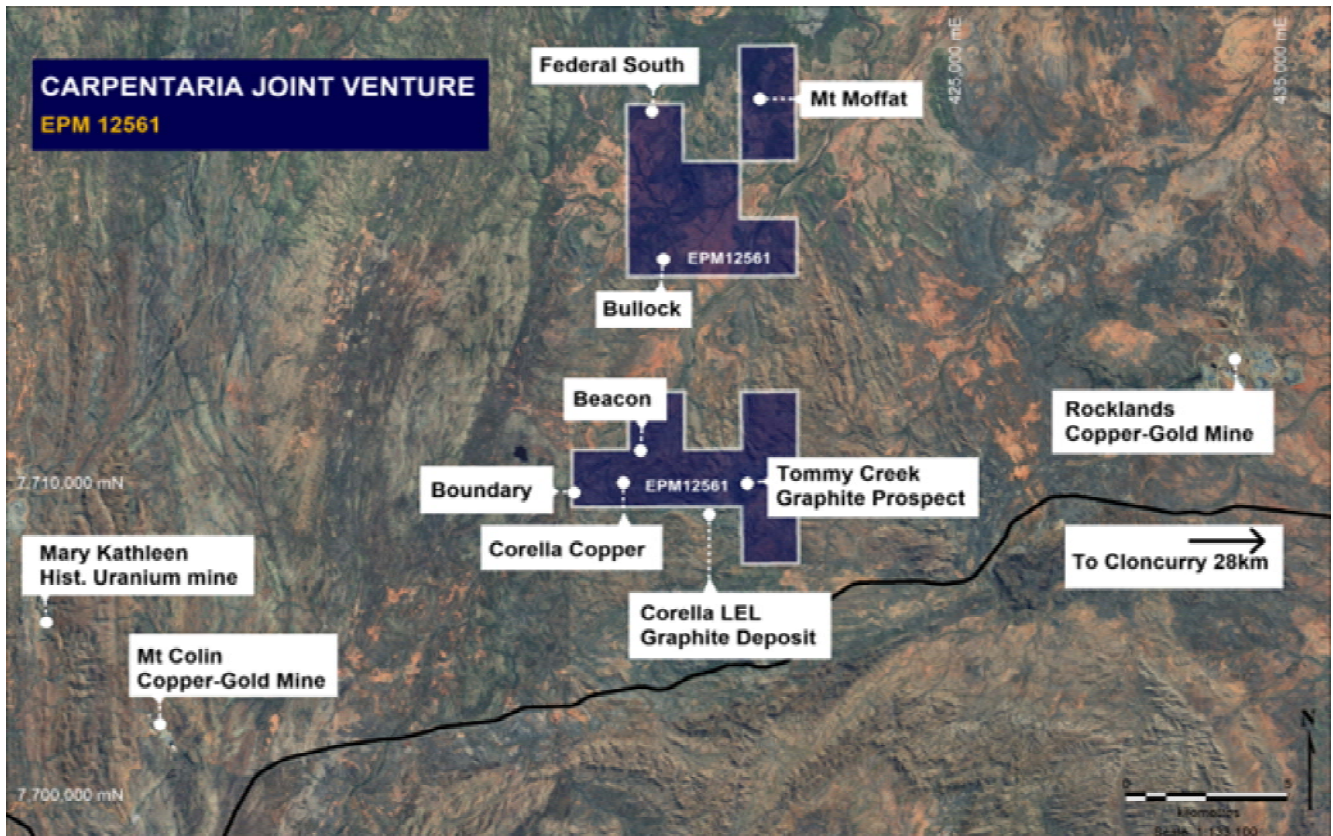 CARPENTARIA JOINT VENTURE
EPM 12561
Federal South
Mt Moffat
425,000 mE
435,000 mE
EPM12561
Bullock
Beacon
Rocklands
Copper-Gold Mine
7,710,000 mN
Boundary
EPM12561
Tommy Creek
Graphite Prospect
Corella Copper
Mary Kathleen
Hist. Uranium mine
To Cloncurry 28km
Corella LEL
Graphite Deposit
Mt Colin
Copper-Gold Mine
N
7,700,000 mN
0 5
kilometres